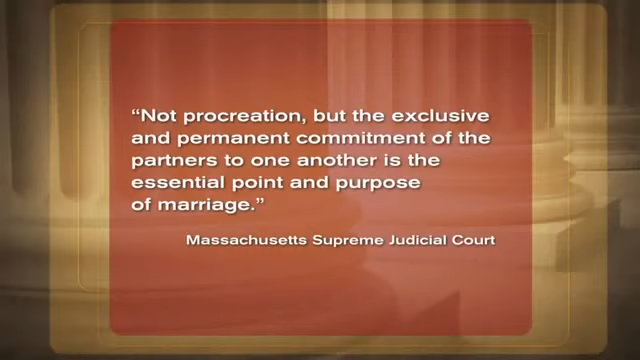 “Not procreation, but the exclusive
and permanent commitment of the
partners to one another is the
essential point and purpose
of marriage.”
Massachusetts Supreme Judicial Court